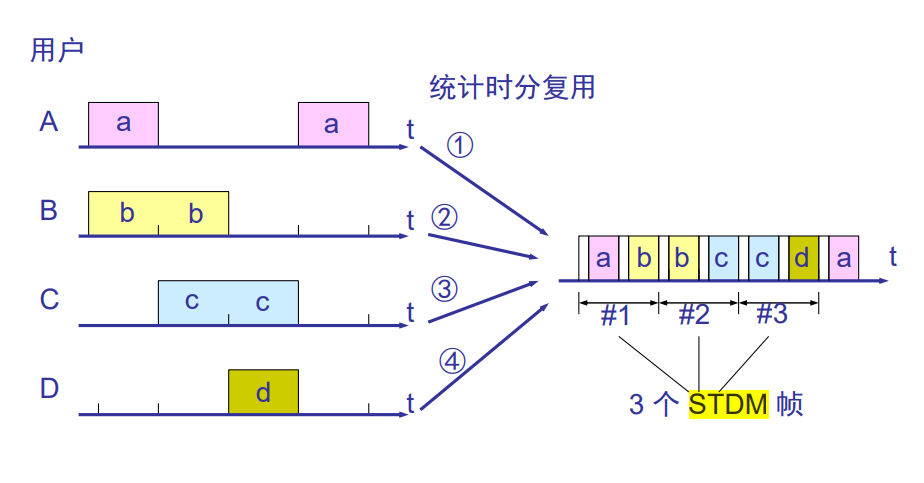 用户
统计时分复用
A a a t ①
B b b t ②
C c c t ③
D d t ④
a b b c c d a t
#1 #2 #3
3 个 STDM 帧